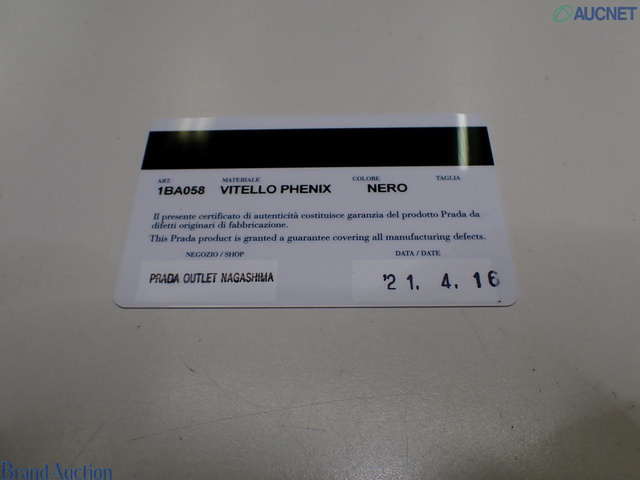 AUCNET
ART. MATERIALE COLORE TAGLIA
1BA058 VITELLO PHENIX NERO
Il presente certificato di autenticità costituisce garanzia del prodotto Prada da
difetti originari di fabbricazione.
This Prada product is granted a guarantee covering all manufacturing defects.
NEGOZIO / SHOP DATA / DATE
PRADA OUTLET NAGASHIMA '21. 4. 16
Brand Auction